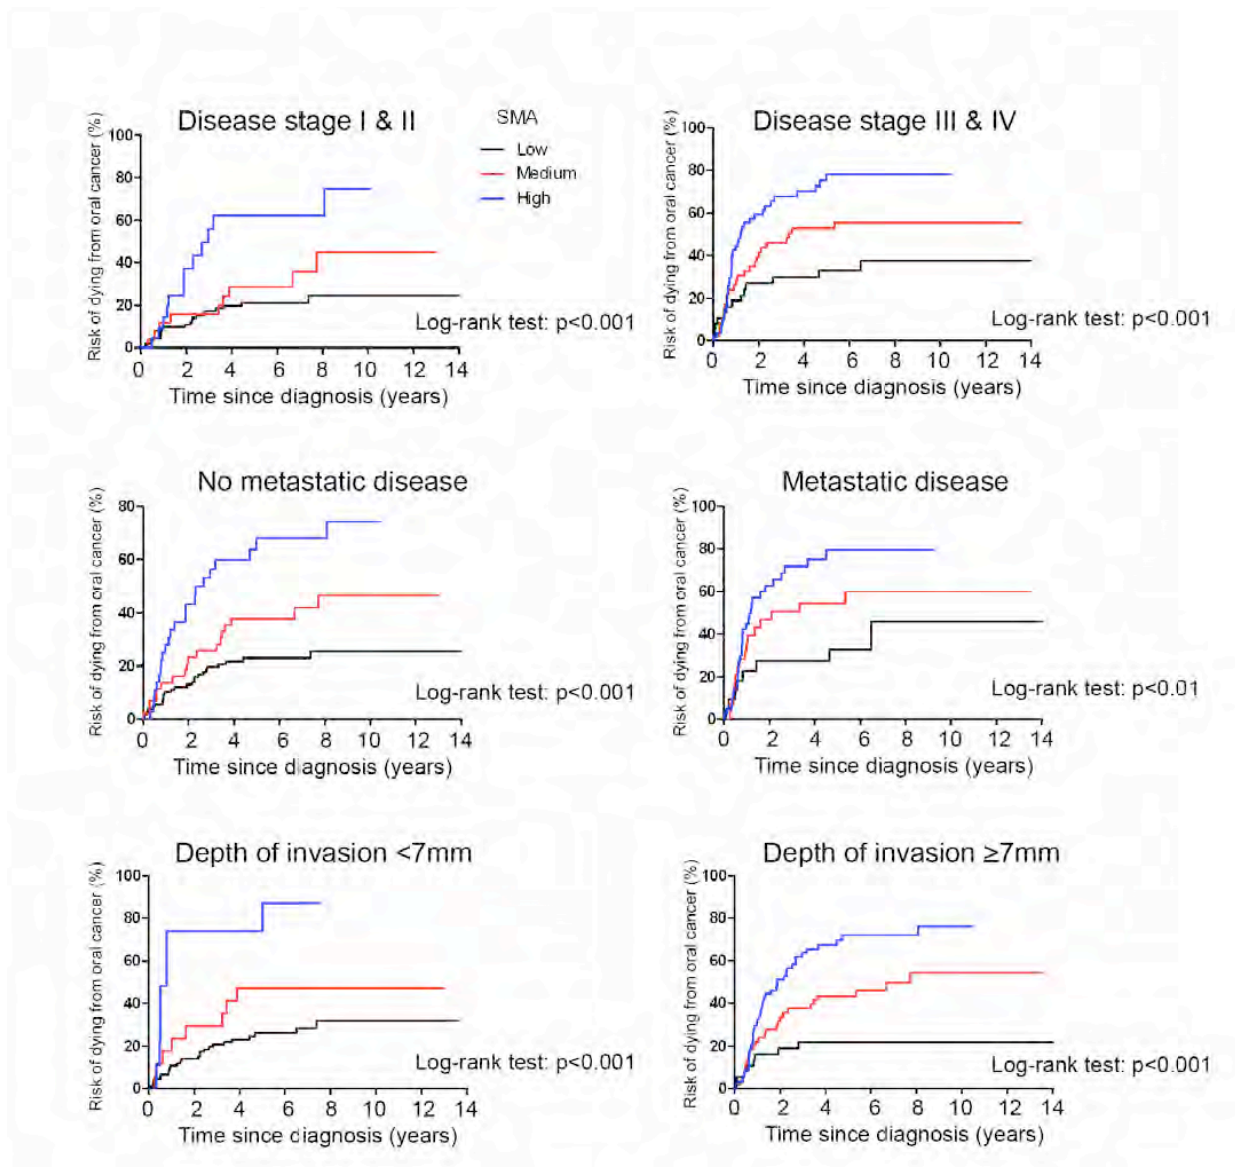 Disease stage I & II
SMA
Low
Medium
High
Risk of dying from oral cancer (%)
100
80
60
40
20
0
0 2 4 6 8 10 12 14
Time since diagnosis (years)
Log-rank test: p<0.001
Disease stage III & IV
Risk of dying from oral cancer (%)
100
80
60
40
20
0
0 2 4 6 8 10 12 14
Time since diagnosis (years)
Log-rank test: p<0.001
No metastatic disease
Risk of dying from oral cancer (%)
80
60
40
20
0
0 2 4 6 8 10 12 14
Time since diagnosis (years)
Log-rank test: p<0.001
Metastatic disease
Risk of dying from oral cancer (%)
100
80
60
40
20
0
0 2 4 6 8 10 12 14
Time since diagnosis (years)
Log-rank test: p<0.01
Depth of invasion <7mm
Risk of dying from oral cancer (%)
100
80
60
40
20
0
0 2 4 6 8 10 12 14
Time since diagnosis (years)
Log-rank test: p<0.001
Depth of invasion ≥7mm
Risk of dying from oral cancer (%)
100
80
60
40
20
0
0 2 4 6 8 10 12 14
Time since diagnosis (years)
Log-rank test: p<0.001